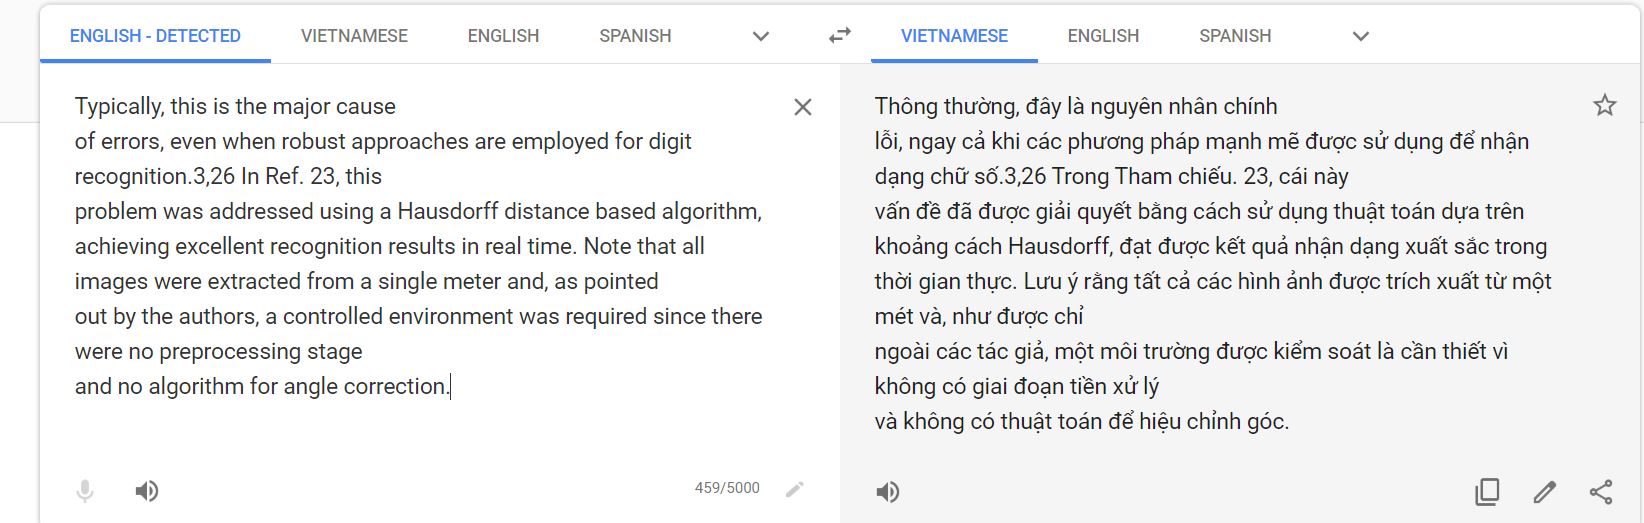 ENGLISH - DETECTED VIETNAMESE ENGLISH SPANISH
VIETNAMESE ENGLISH SPANISH
Typically, this is the major cause
of errors, even when robust approaches are employed for digit
recognition.3,26 In Ref. 23, this
problem was addressed using a Hausdorff distance based algorithm,
achieving excellent recognition results in real time. Note that all
images were extracted from a single meter and, as pointed
out by the authors, a controlled environment was required since there
were no preprocessing stage
and no algorithm for angle correction.
459/5000
Thông thường, đây là nguyên nhân chính
lỗi, ngay cả khi các phương pháp mạnh mẽ được sử dụng để nhận
dạng chữ số.3,26 Trong Tham chiếu. 23, cái này
vấn đề đã được giải quyết bằng cách sử dụng thuật toán dựa trên
khoảng cách Hausdorff, đạt được kết quả nhận dạng xuất sắc trong
thời gian thực. Lưu ý rằng tất cả các hình ảnh được trích xuất từ một
mét và, như được chỉ
ngoài các tác giả, một môi trường được kiểm soát là cần thiết vì
không có giai đoạn tiền xử lý
và không có thuật toán để hiệu chỉnh góc.